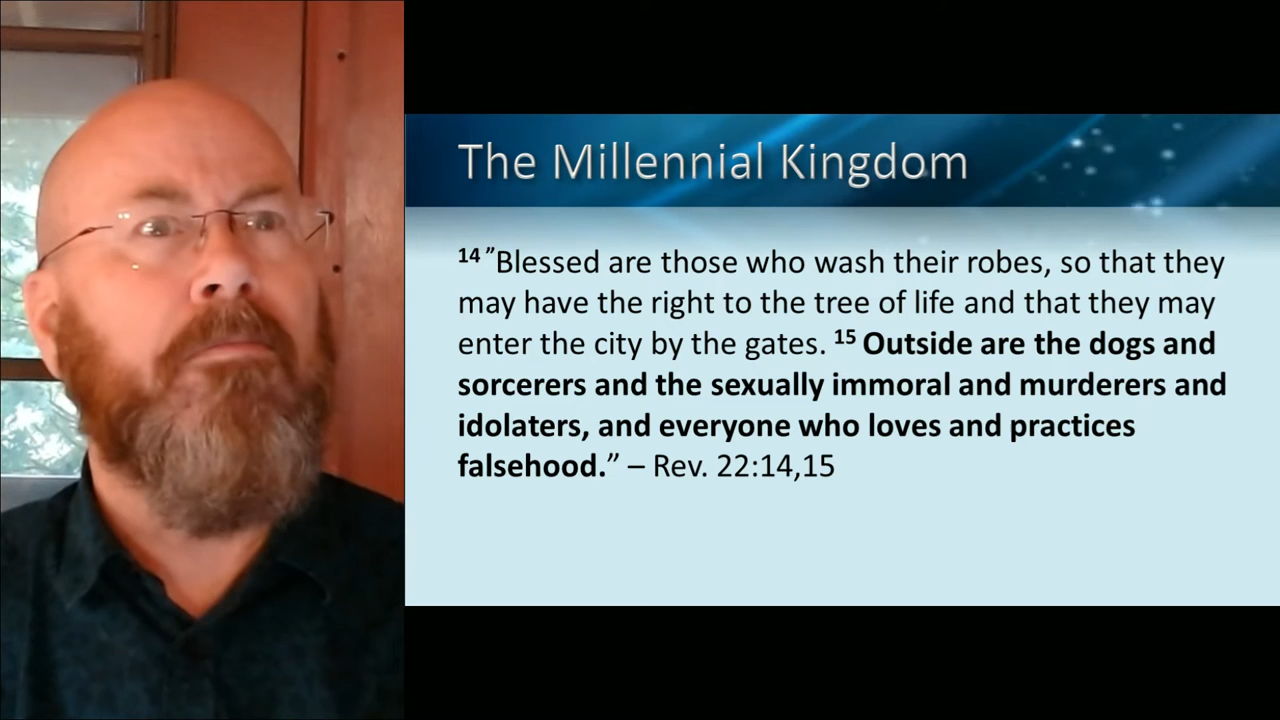 The Millennial Kingdom
14 ”Blessed are those who wash their robes, so that they
may have the right to the tree of life and that they may
enter the city by the gates. 15 Outside are the dogs and
sorcerers and the sexually immoral and murderers and
idolaters, and everyone who loves and practices
falsehood.” – Rev. 22:14,15